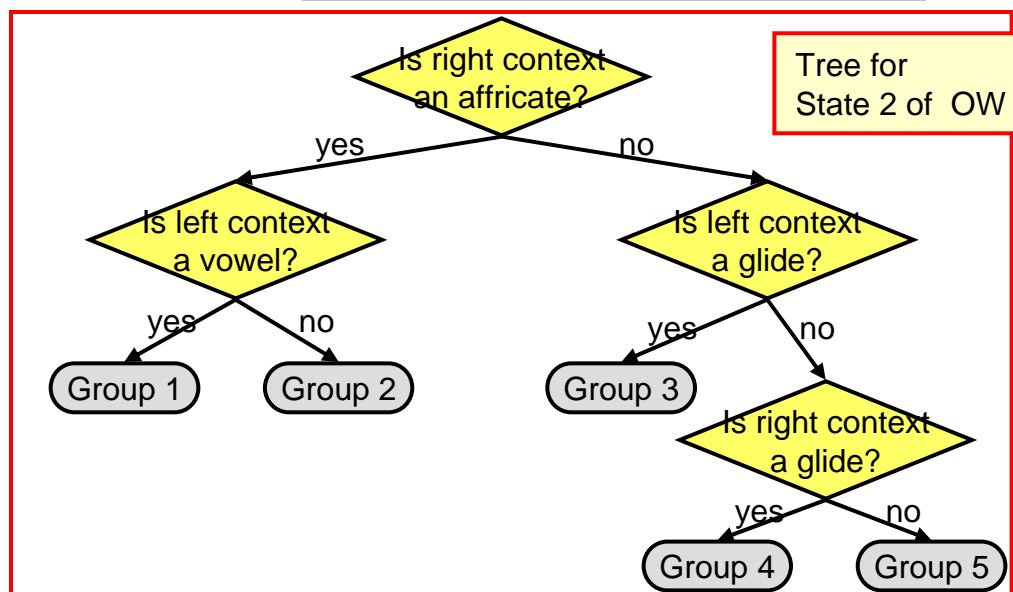 Is right context
an affricate?
Tree for
State 2 of OW
yes
no
Is left context
a vowel?
Is left context
a glide?
yes
no
yes
no
Group 1
Group 2
Group 3
Is right context
a glide?
yes
no
Group 4
Group 5